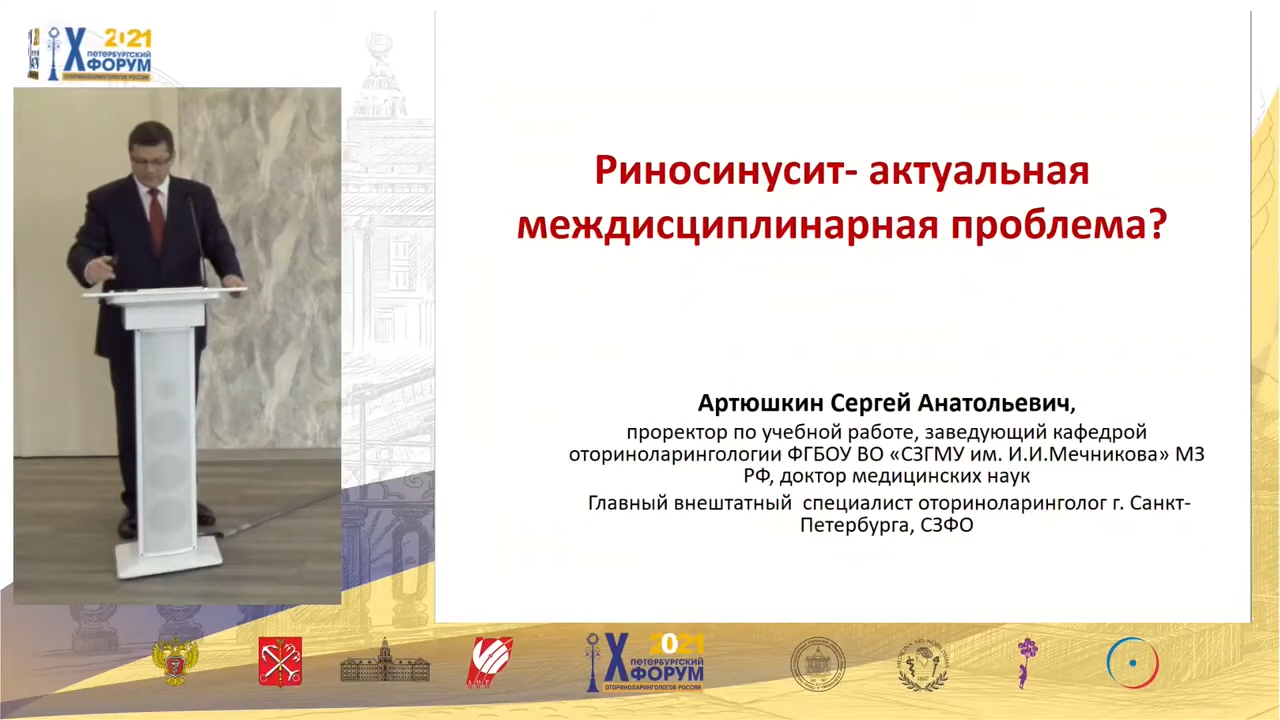 X 2021
ПЕТЕРБУРГСКИЙ
ФОРУМ
ОТОРИНОЛАРИНГОЛОГОВ РОССИИ
Риносинусит- актуальная
междисциплинарная проблема?
Артюшкин Сергей Анатольевич,
проректор по учебной работе, заведующий кафедрой
оториноларингологии ФГБОУ ВО «СЗГМУ им. И.И.Мечникова» МЗ
РФ, доктор медицинских наук
Главный внештатный специалист оториноларинголог г. Санкт-
Петербурга, СЗФО
X 2021
ПЕТЕРБУРГСКИЙ
ФОРУМ
ОТОРИНОЛАРИНГОЛОГОВ РОССИИ